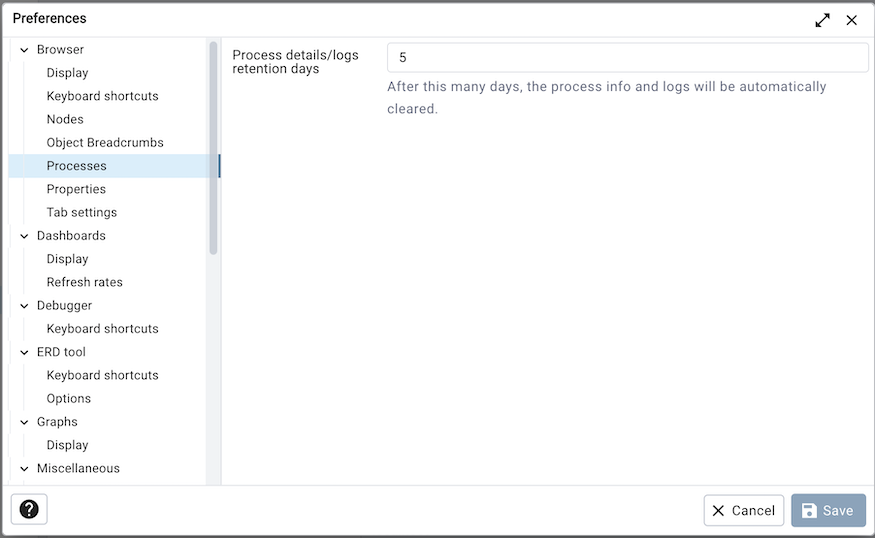 Preferences
Browser
Display
Keyboard shortcuts
Nodes
Object Breadcrumbs
Processes
Properties
Tab settings
Dashboards
Display
Refresh rates
Debugger
Keyboard shortcuts
ERD tool
Keyboard shortcuts
Options
Graphs
Display
Miscellaneous
Process details/logs
retention days
5
After this many days, the process info and logs will be automatically
cleared.
?
Cancel
Save